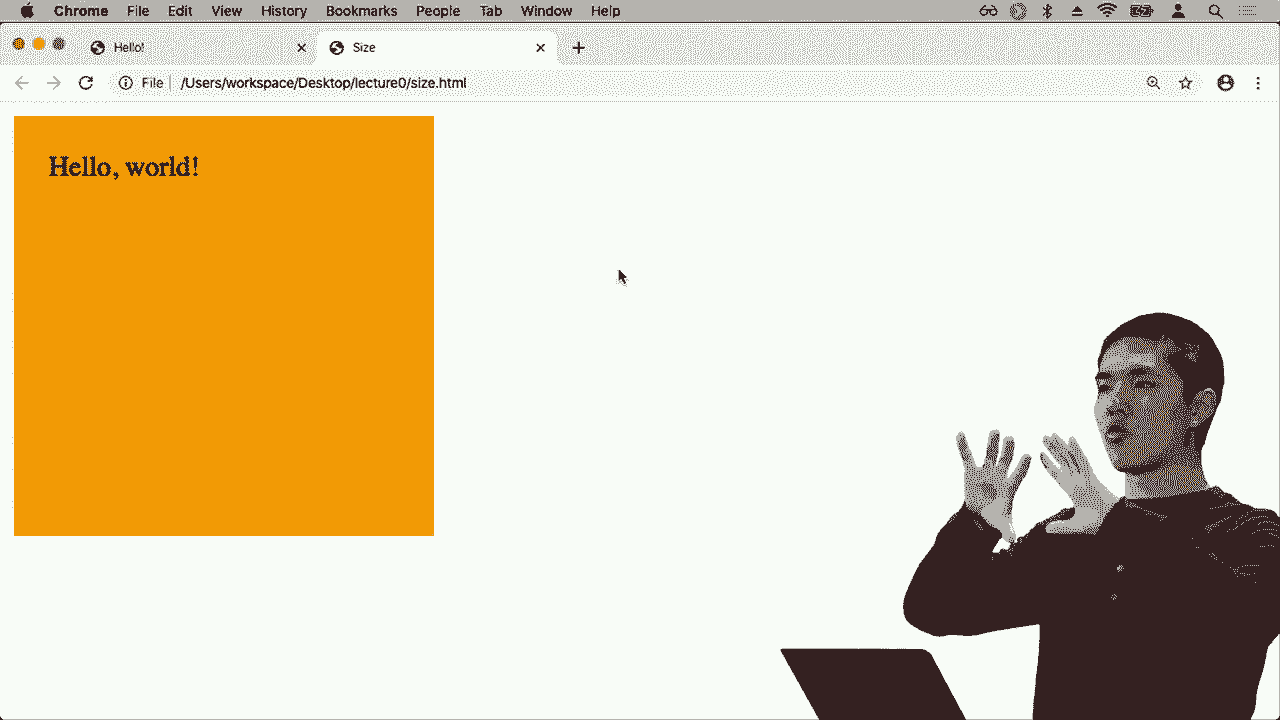 Chrome File Edit View History Bookmarks People Tab Window Help
Hello! Size
File /Users/workspace/Desktop/lecture0/size.html
Hello, world!